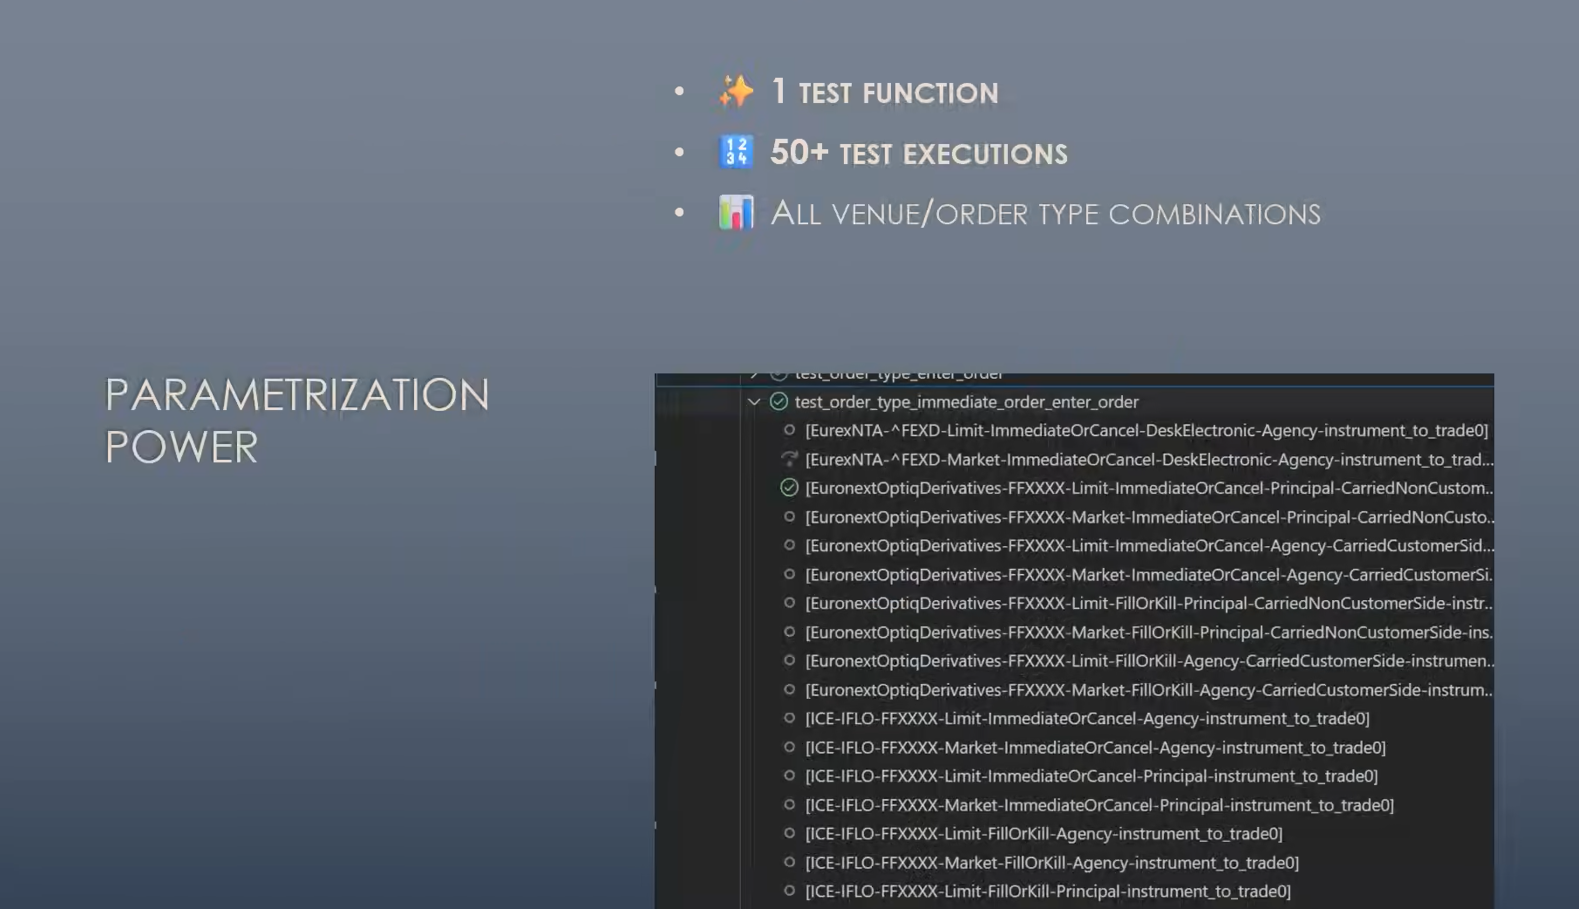 1 TEST FUNCTION
50+ TEST EXECUTIONS
ALL VENUE/ORDER TYPE COMBINATIONS
PARAMETRIZATION
POWER
test_order_type_enter_order
test_order_type_immediate_order_enter_order
[EurexNTA-^FEXD-Limit-ImmediateOrCancel-DeskElectronic-Agency-instrument_to_trade0]
[EurexNTA-^FEXD-Market-ImmediateOrCancel-DeskElectronic-Agency-instrument_to_trad...
[EuronextOptiqDerivatives-FFXXXX-Limit-ImmediateOrCancel-Principal-CarriedNonCustom..
[EuronextOptiqDerivatives-FFXXXX-Market-ImmediateOrCancel-Principal-CarriedNonCusto..
[EuronextOptiqDerivatives-FFXXXX-Limit-ImmediateOrCancel-Agency-CarriedCustomerSid...
[EuronextOptiqDerivatives-FFXXXX-Market-ImmediateOrCancel-Agency-CarriedCustomerSi.
[EuronextOptiqDerivatives-FFXXXX-Limit-FillOrKill-Principal-CarriedNonCustomerSide-instr..
[EuronextOptiqDerivatives-FFXXXX-Market-FillOrKill-Principal-CarriedNonCustomerSide-ins.
[EuronextOptiqDerivatives-FFXXXX-Limit-FillOrKill-Agency-CarriedCustomerSide-instrumen..
[EuronextOptiqDerivatives-FFXXXX-Market-FillOrKill-Agency-CarriedCustomerSide-instrum..
[ICE-IFLO-FFXXXX-Limit-ImmediateOrCancel-Agency-instrument_to_trade0]
[ICE-IFLO-FFXXXX-Market-ImmediateOrCancel-Agency-instrument_to_trade0]
[ICE-IFLO-FFXXXX-Limit-ImmediateOrCancel-Principal-instrument_to_trade0]
[ICE-IFLO-FFXXXX-Market-ImmediateOrCancel-Principal-instrument_to_trade0]
[ICE-IFLO-FFXXXX-Limit-FillOrKill-Agency-instrument_to_trade0]
[ICE-IFLO-FFXXXX-Market-FillOrKill-Agency-instrument_to_trade0]
[ICE-IFLO-FFXXXX-Limit-FillOrKill-Principal-instrument_to_trade0]